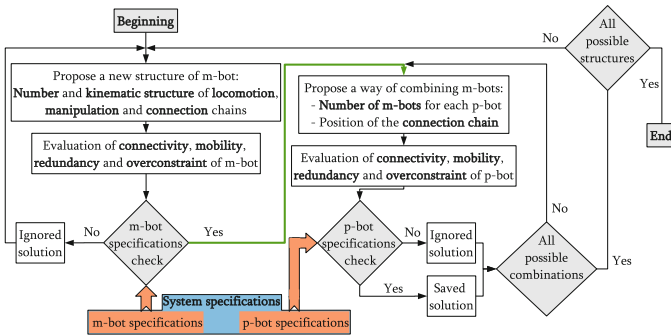 Beginning
Propose a new structure of m-bot:
Number and kinematic structure of locomotion,
manipulation and connection chains
Evaluation of connectivity, mobility,
redundancy and overconstraint of m-bot
m-bot
specifications
check
No
Yes
Ignored
solution
System specifications
m-bot specifications
p-bot specifications
Propose a way of combining m-bots:
- Number of m-bots for each p-bot
- Position of the connection chain
Evaluation of connectivity, mobility,
redundancy and overconstraint of p-bot
p-bot
specifications
check
No
Yes
Ignored
solution
Saved
solution
All
possible
combinations
No
Yes
All
possible
structures
No
Yes
End